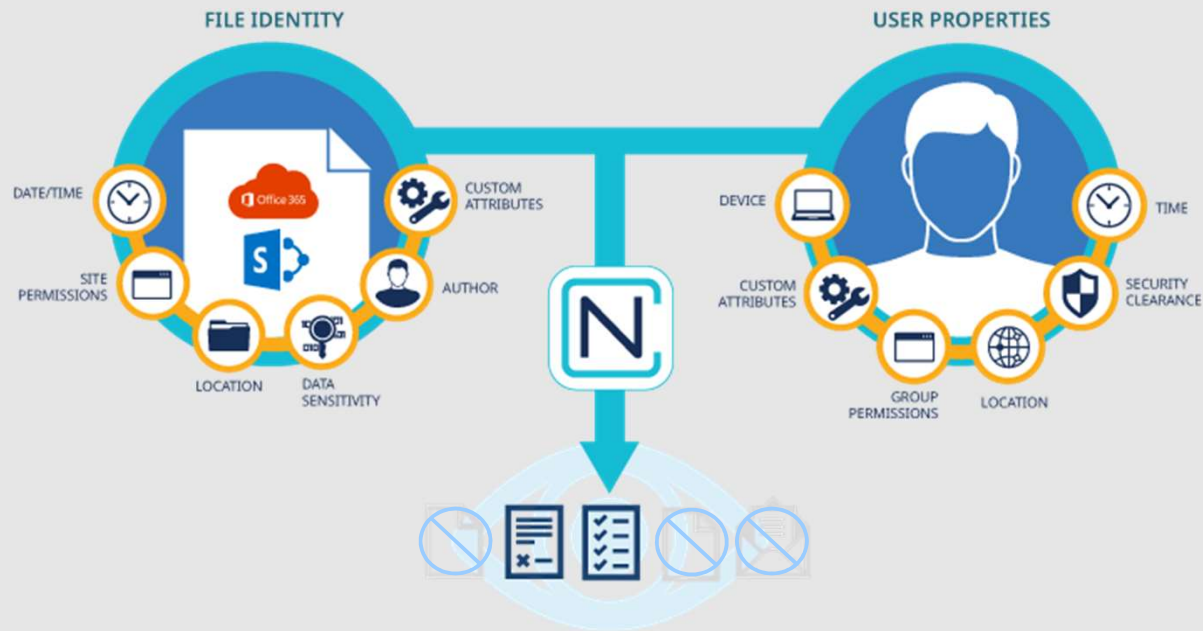 FILE IDENTITY
USER PROPERTIES
DATE/TIME
SITE
PERMISSIONS
LOCATION
DATA
SENSITIVITY
AUTHOR
CUSTOM
ATTRIBUTES
Office 365
S
N
DEVICE
CUSTOM
ATTRIBUTES
GROUP
PERMISSIONS
LOCATION
SECURITY
CLEARANCE
TIME